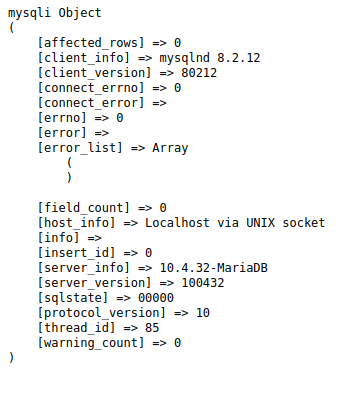 mysqli Object
(
    [affected_rows] => 0
    [client_info] => mysqlnd 8.2.12
    [client_version] => 80212
    [connect_errno] => 0
    [connect_error] =>
    [errno] => 0
    [error] =>
    [error_list] => Array
        (
        )

    [field_count] => 0
    [host_info] => Localhost via UNIX socket
    [info] =>
    [insert_id] => 0
    [server_info] => 10.4.32-MariaDB
    [server_version] => 100432
    [sqlstate] => 00000
    [protocol_version] => 10
    [thread_id] => 85
    [warning_count] => 0
)